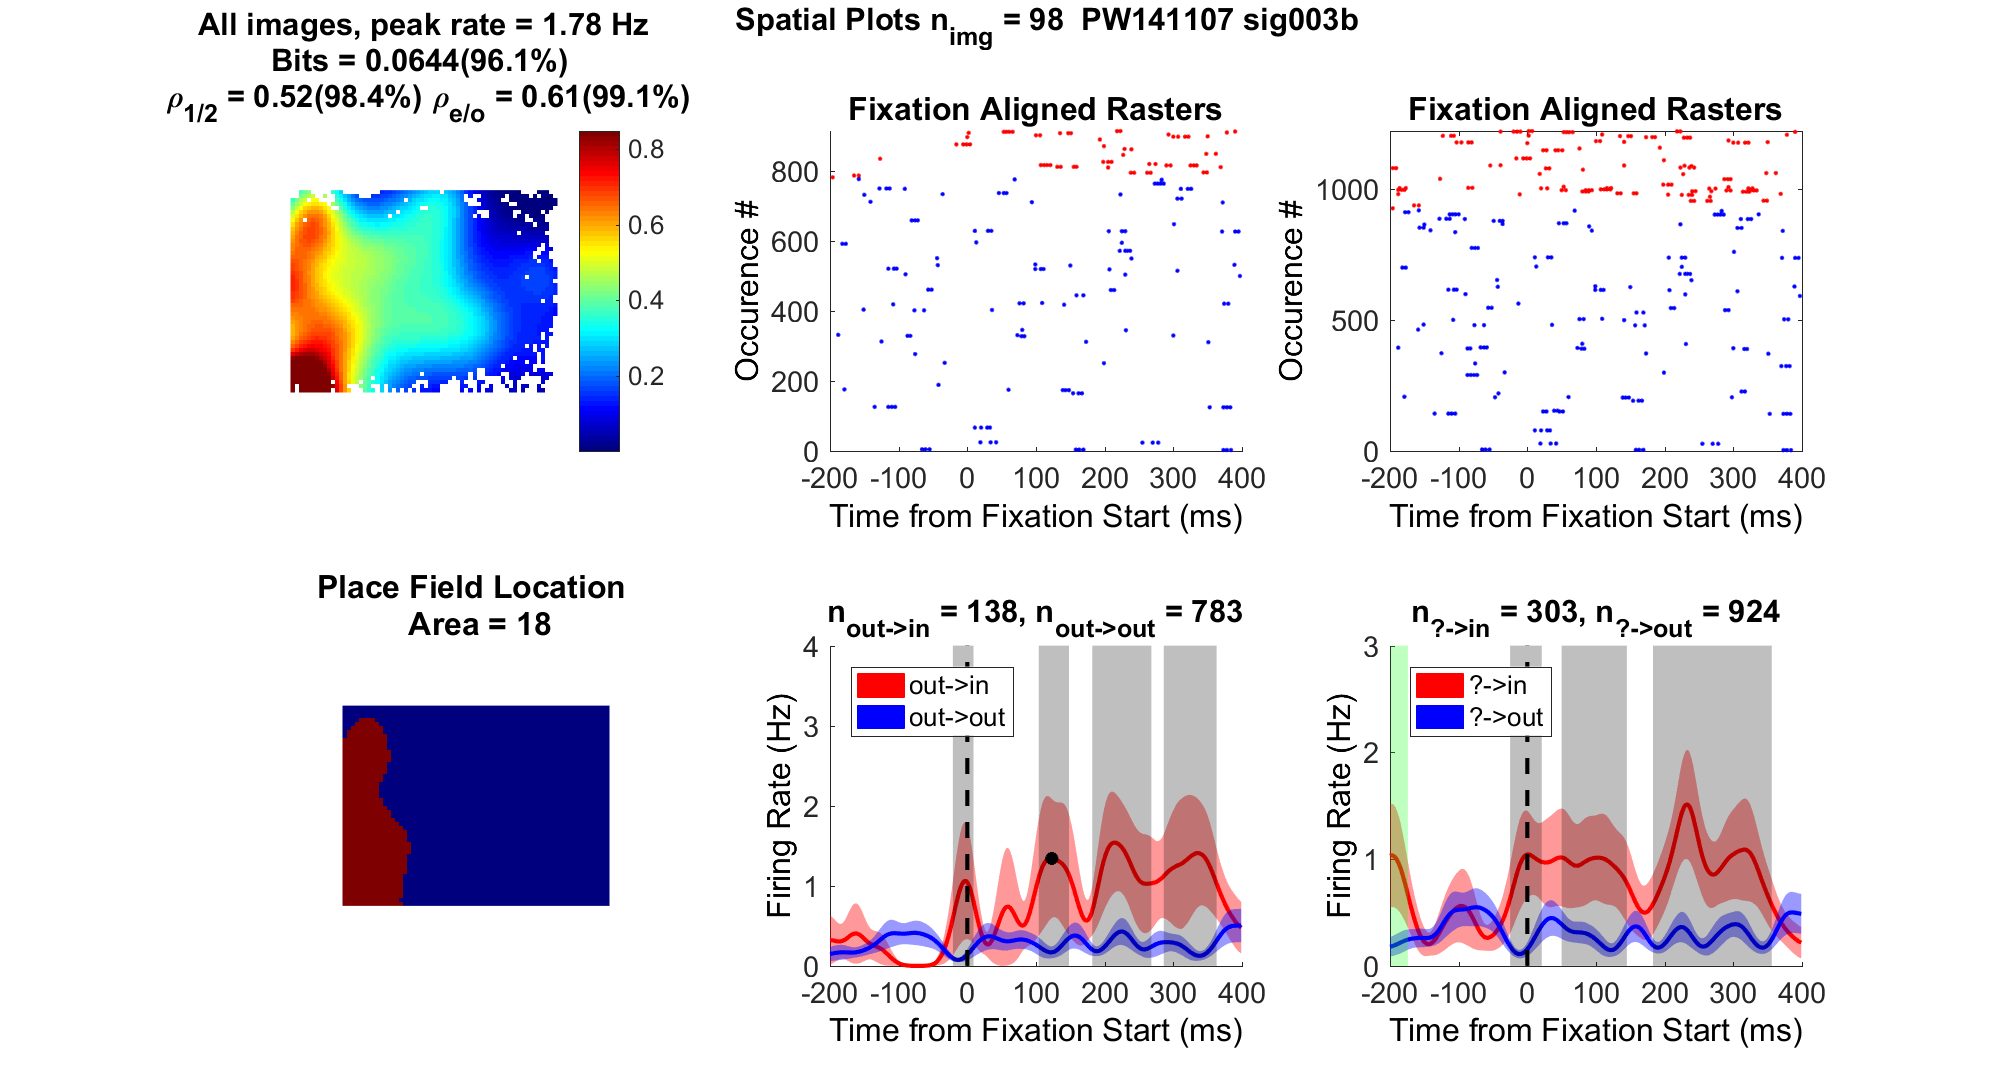 All images, peak rate = 1.78 Hz
Bits = 0.0644(96.1%)
ρ1/2 = 0.52(98.4%) ρe/o = 0.61(99.1%)
0.8
0.6
0.4
0.2
Spatial Plots nimg = 98 PW141107 sig003b
Fixation Aligned Rasters
Occurence #
800
600
400
200
0
-200 -100 0 100 200 300 400
Time from Fixation Start (ms)
Fixation Aligned Rasters
Occurence #
1000
500
0
-200 -100 0 100 200 300 400
Time from Fixation Start (ms)
Place Field Location
Area = 18
nout->in = 138, nout->out = 783
Firing Rate (Hz)
4
3
2
1
0
out->in
out->out
-200 -100 0 100 200 300 400
Time from Fixation Start (ms)
n?->in = 303, n?->out = 924
Firing Rate (Hz)
3
2
1
0
?->in
?->out
-200 -100 0 100 200 300 400
Time from Fixation Start (ms)